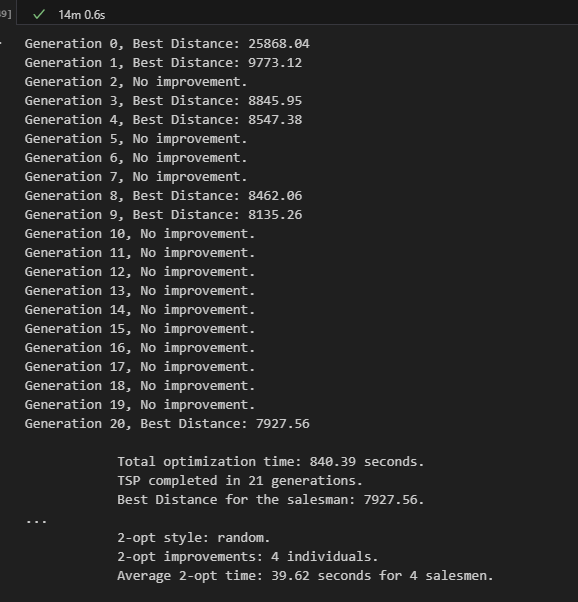 39]
14m 0.6s
Generation 0, Best Distance: 25868.04
Generation 1, Best Distance: 9773.12
Generation 2, No improvement.
Generation 3, Best Distance: 8845.95
Generation 4, Best Distance: 8547.38
Generation 5, No improvement.
Generation 6, No improvement.
Generation 7, No improvement.
Generation 8, Best Distance: 8462.06
Generation 9, Best Distance: 8135.26
Generation 10, No improvement.
Generation 11, No improvement.
Generation 12, No improvement.
Generation 13, No improvement.
Generation 14, No improvement.
Generation 15, No improvement.
Generation 16, No improvement.
Generation 17, No improvement.
Generation 18, No improvement.
Generation 19, No improvement.
Generation 20, Best Distance: 7927.56
Total optimization time: 840.39 seconds.
TSP completed in 21 generations.
Best Distance for the salesman: 7927.56.
...
2-opt style: random.
2-opt improvements: 4 individuals.
Average 2-opt time: 39.62 seconds for 4 salesmen.